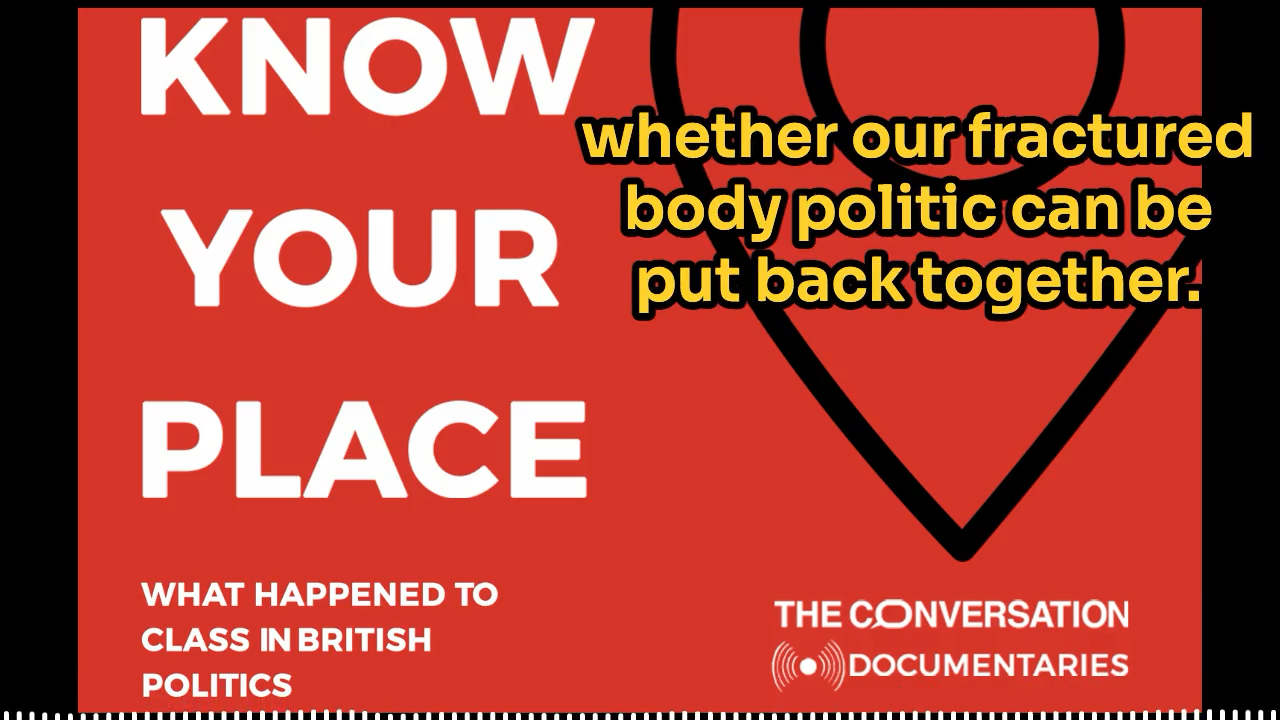 KNOW
YOUR
PLACE
WHAT HAPPENED TO
CLASS IN BRITISH
POLITICS
whether our fractured
body politic can be
put back together.
THE CONVERSATION
DOCUMENTARIES